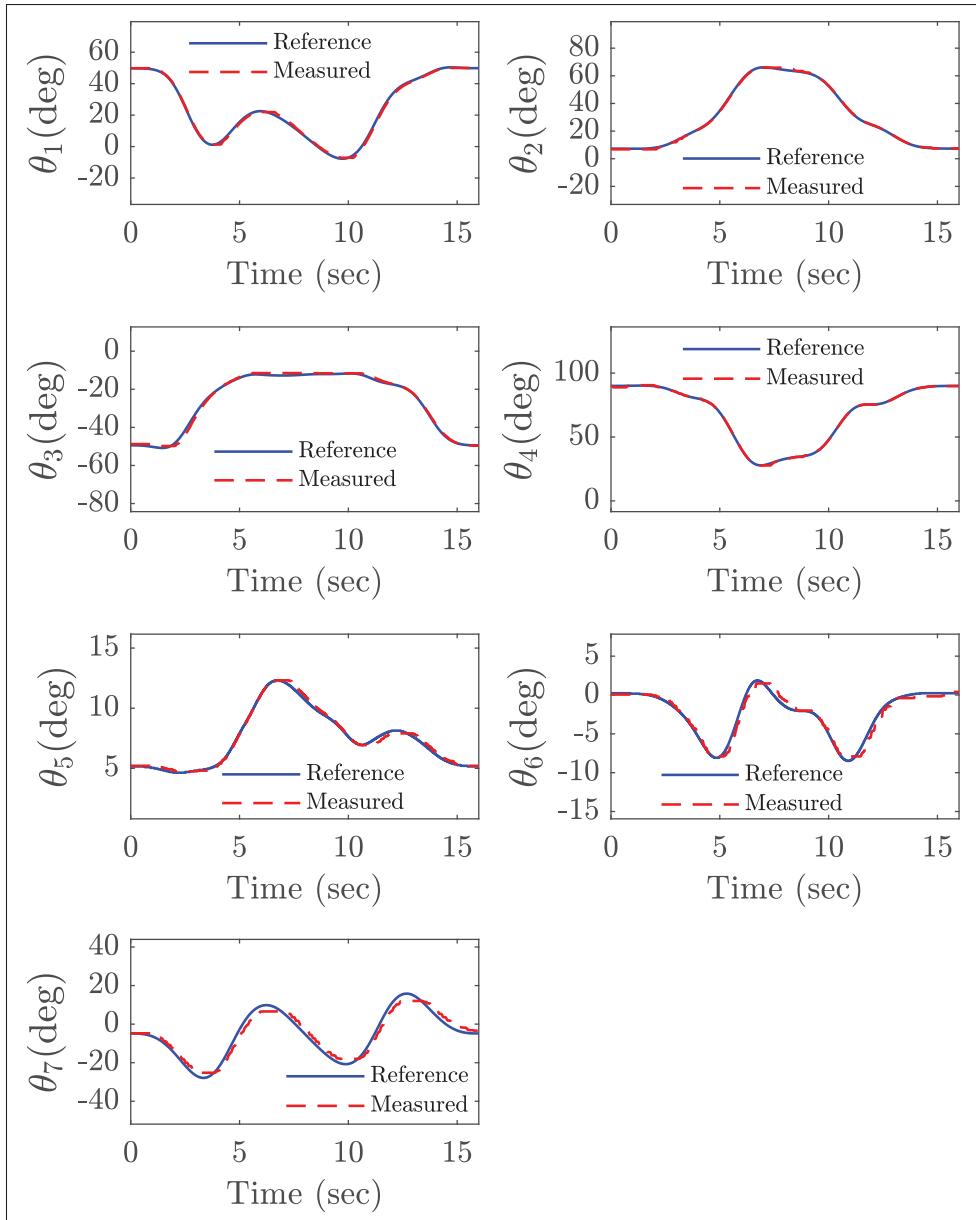 Reference
Measured
θ1(deg)
60
40
20
0
-20
0 5 10 15
Time (sec)
θ2(deg)
80
60
40
20
0
-20
Reference
Measured
0 5 10 15
Time (sec)
θ3(deg)
-0
-20
-40
-60
-80
Reference
Measured
0 5 10 15
Time (sec)
Reference
Measured
θ4(deg)
100
50
0
0 5 10 15
Time (sec)
θ5(deg)
15
10
5
Reference
Measured
0 5 10 15
Time (sec)
θ6(deg)
5
0
-5
-10
-15
Reference
Measured
0 5 10 15
Time (sec)
θ7(deg)
40
20
0
-20
-40
Reference
Measured
0 5 10 15
Time (sec)